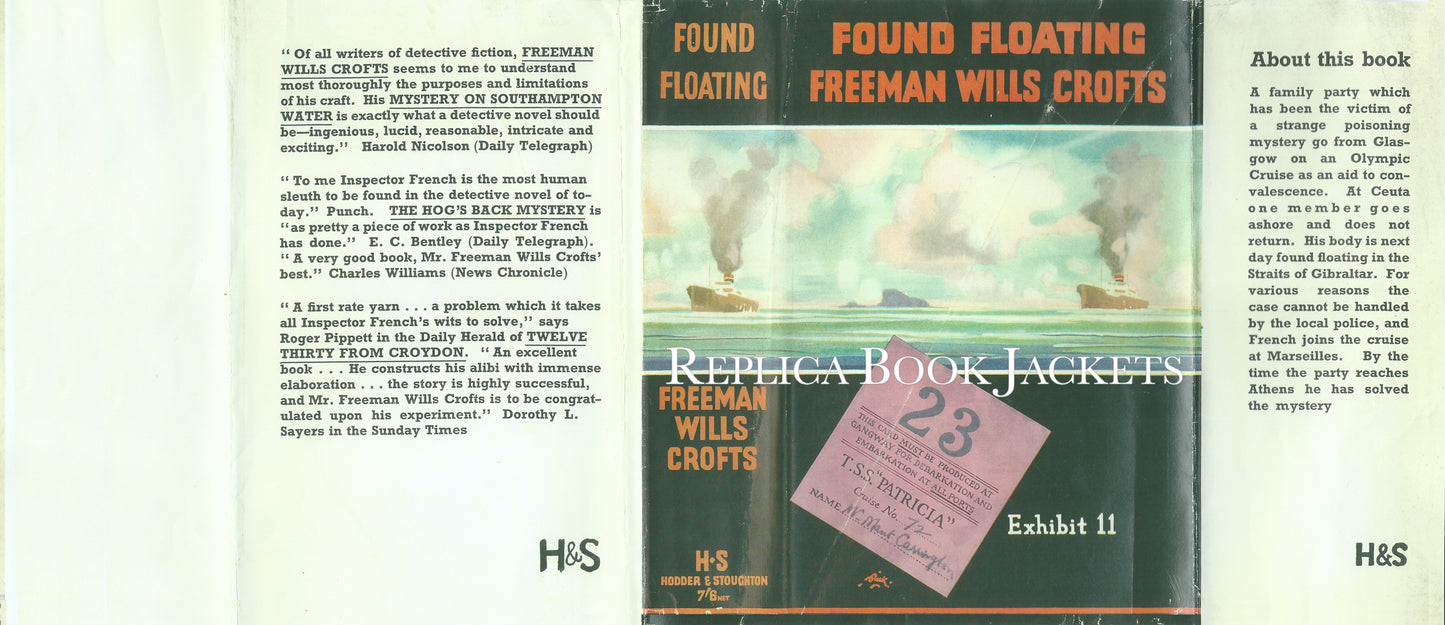 “ Of all writers of detective fiction, FREEMAN
WILLS CROFTS seems to me to understand
most thoroughly the purposes and limitations
of his craft. His MYSTERY ON SOUTHAMPTON
WATER is exactly what a detective novel should
be—ingenious, lucid, reasonable, intricate and
exciting.” Harold Nicolson (Daily Telegraph)
“ To me Inspector French is the most human
sleuth to be found in the detective novel of to-
day.” Punch. THE HOG'S BACK MYSTERY is
“ as pretty a piece of work as Inspector French
has done.” E. C. Bentley (Daily Telegraph).
“ A very good book, Mr. Freeman Wills Crofts'
best.” Charles Williams (News Chronicle)
“ A first rate yarn . . . a problem which it takes
all Inspector French's wits to solve,” says
Roger Pippett in the Daily Herald of TWELVE
THIRTY FROM CROYDON. “ An excellent
book . . . He constructs his alibi with immense
elaboration . . . the story is highly successful,
and Mr. Freeman Wills Crofts is to be congrat-
ulated upon his experiment.” Dorothy L.
Sayers in the Sunday Times
H&S
FOUND
FLOATING
FREEMAN
WILLS
CROFTS
H•S
HODDER & STOUGHTON
7/6 NET
FOUND FLOATING
FREEMAN WILLS CROFTS
REPLICA BOOK JACKETS
23
THIS CARD MUST BE PRODUCED AT
GANGWAY FOR DEBARKATION AND
EMBARKATION AT ALL PORTS
T.S.S. “PATRICIA”
Cruise No. 72
NAME Mant Carrington
Exhibit 11
About this book
A family party which
has been the victim of
a strange poisoning
mystery go from Glas-
gow on an Olympic
Cruise as an aid to con-
valescence. At Ceuta
one member goes
ashore and does not
return. His body is next
day found floating in the
Straits of Gibraltar. For
various reasons the
case cannot be handled
by the local police, and
French joins the cruise
at Marseilles. By the
time the party reaches
Athens he has solved
the mystery
H&S